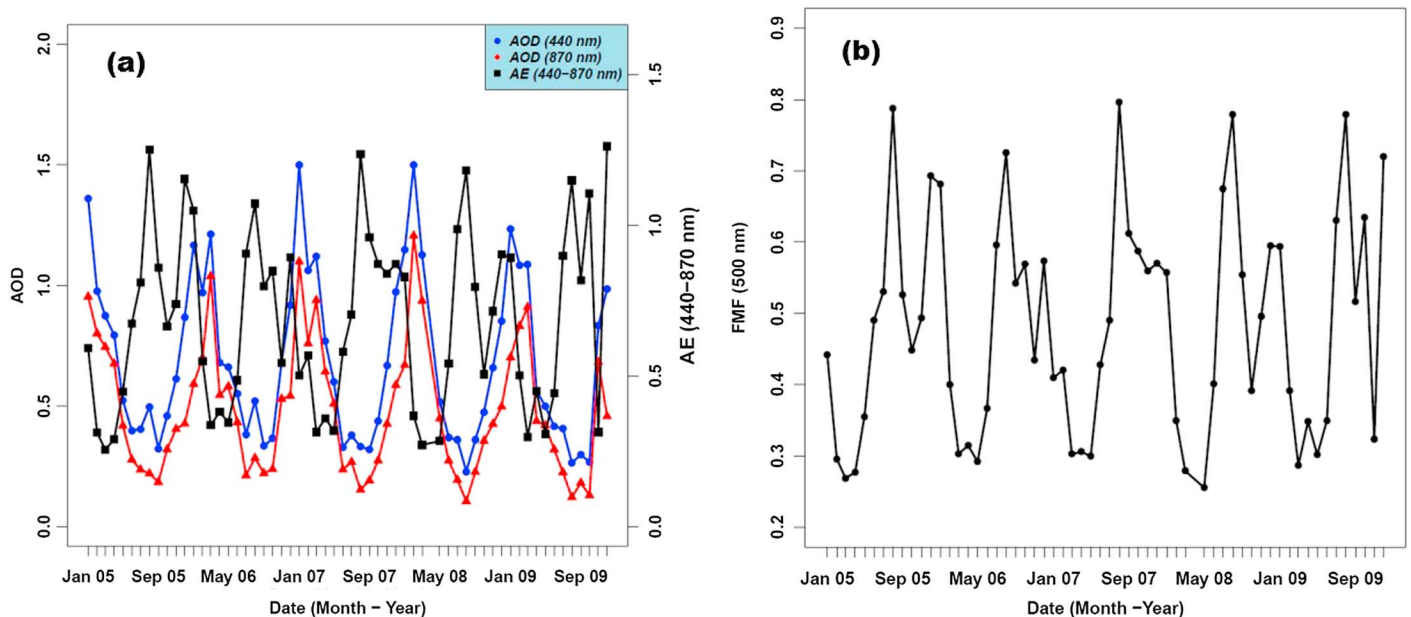 (a)
AOD (440 nm)
AOD (870 nm)
AE (440−870 nm)
2.0
1.5
1.0
0.5
0.0
AOD
1.5
1.0
0.5
0.0
AE (440−870 nm)
Jan 05 Sep 05 May 06 Jan 07 Sep 07 May 08 Jan 09 Sep 09
Date (Month − Year)
(b)
0.9
0.8
0.7
0.6
0.5
0.4
0.3
0.2
FMF (500 nm)
Jan 05 Sep 05 May 06 Jan 07 Sep 07 May 08 Jan 09 Sep 09
Date (Month −Year)